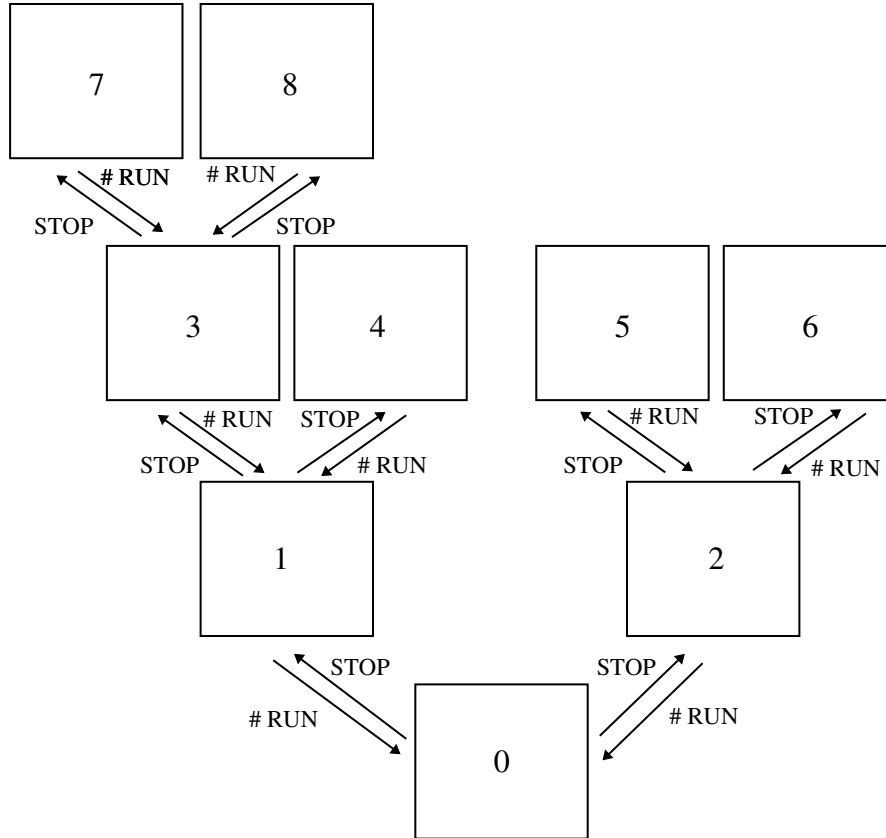 7 8
# RUN # RUN
STOP STOP
3 4 5 6
# RUN STOP # RUN STOP
STOP # RUN STOP # RUN
1 2
STOP STOP
# RUN # RUN
0